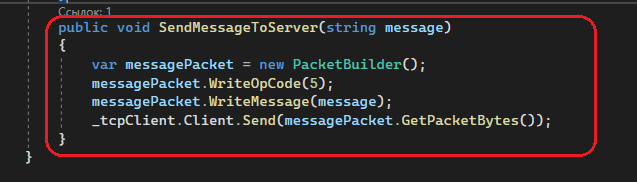 Ссылок: 1
public void SendMessageToServer(string message)
{
var messagePacket = new PacketBuilder();
messagePacket.WriteOpCode(5);
messagePacket.WriteMessage(message);
_tcpClient.Client.Send(messagePacket.GetPacketBytes());
}
}